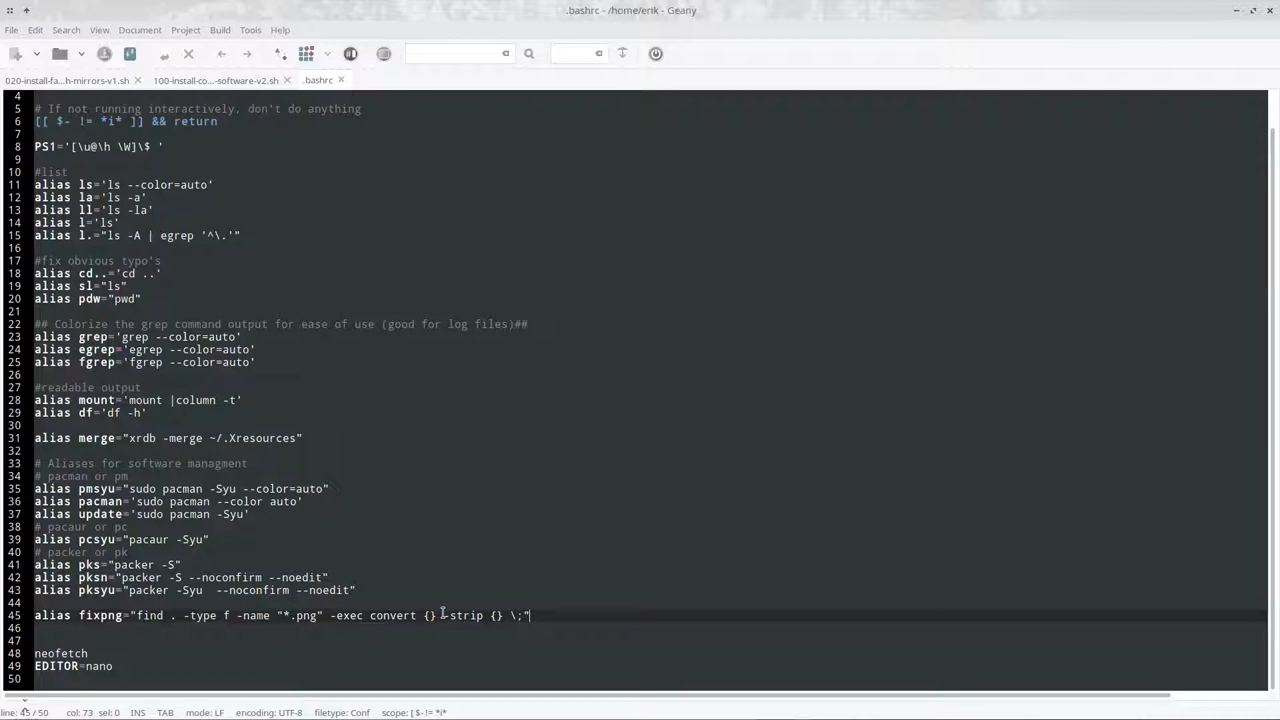 .bashrc - /home/erik - Geany
File Edit Search View Document Project Build Tools Help
020-install-fa...h-mirrors-v1.sh 100-install-co...-software-v2.sh .bashrc
4
5 # If not running interactively, don't do anything
6 [[ $- != *i* ]] && return
7
8 PS1='[\u@\h \W]\$ '
9
10 #list
11 alias ls='ls --color=auto'
12 alias la='ls -a'
13 alias ll='ls -la'
14 alias l='ls'
15 alias l.="ls -A | egrep '^\.'"
16
17 #fix obvious typo's
18 alias cd..='cd ..'
19 alias sl="ls"
20 alias pdw="pwd"
21
22 ## Colorize the grep command output for ease of use (good for log files)##
23 alias grep='grep --color=auto'
24 alias egrep='egrep --color=auto'
25 alias fgrep='fgrep --color=auto'
26
27 #readable output
28 alias mount='mount |column -t'
29 alias df='df -h'
30
31 alias merge="xrdb -merge ~/.Xresources"
32
33 # Aliases for software managment
34 # pacman or pm
35 alias pmsyu="sudo pacman -Syu --color=auto"
36 alias pacman='sudo pacman --color auto'
37 alias update='sudo pacman -Syu'
38 # pacaur or pc
39 alias pcsyu="pacaur -Syu"
40 # packer or pk
41 alias pks="packer -S"
42 alias pksn="packer -S --noconfirm --noedit"
43 alias pksyu="packer -Syu  --noconfirm --noedit"
44
45 alias fixpng="find . -type f -name "*.png" -exec convert {} -strip {} \;"
46
47
48 neofetch
49 EDITOR=nano
50
line: 45 / 50 col: 73 sel: 0 INS TAB mode: LF encoding: UTF-8 filetype: Conf scope: [ $- != *i*